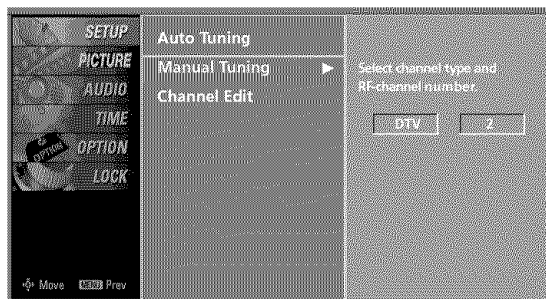 SETUP
PICTURE
AUDIO
TIME
OPTION
LOCK
Move MENU Prev
Auto Tuning
Manual Tuning ▶
Channel Edit
Select channel type and
RF-channel number.
DTV 2